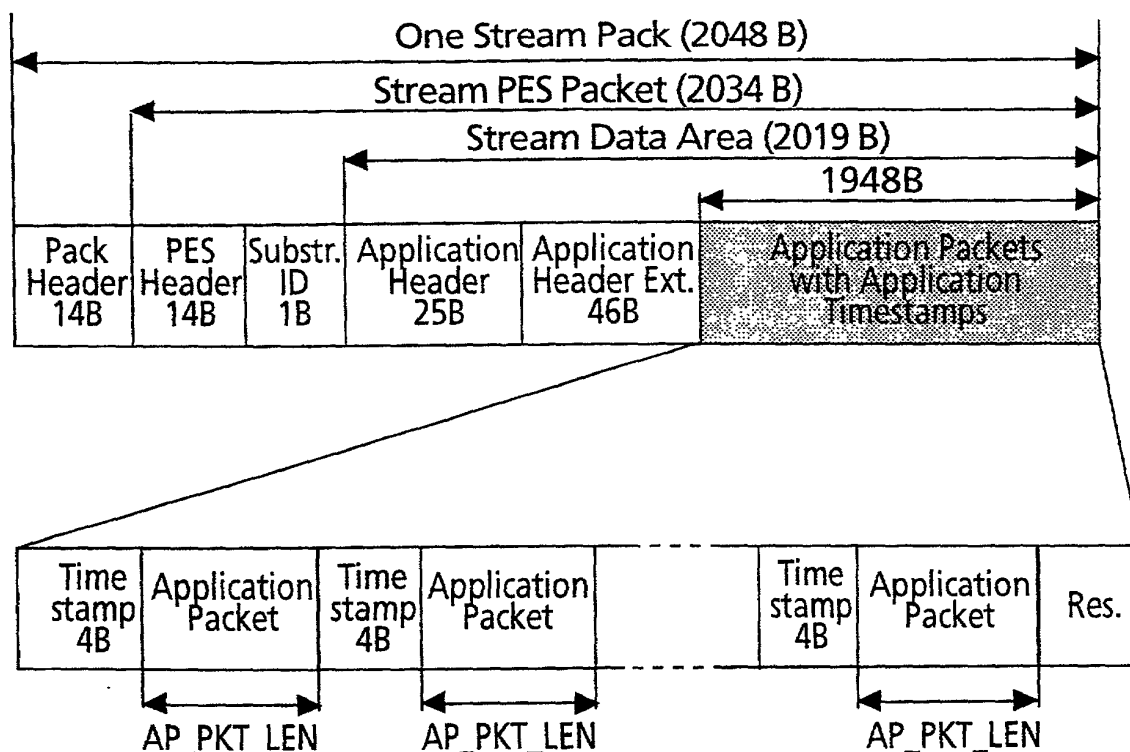 One Stream Pack (2048 B)
Stream PES Packet (2034 B)
Stream Data Area (2019 B)
1948B
Pack Header 14B
PES Header 14B
Substr. ID 1B
Application Header 25B
Application Header Ext. 46B
Application Packets with Application Timestamps
Time stamp 4B
Application Packet
Time stamp 4B
Application Packet
Time stamp 4B
Application Packet
Res.
AP_PKT_LEN
AP_PKT_LEN
AP_PKT_LEN